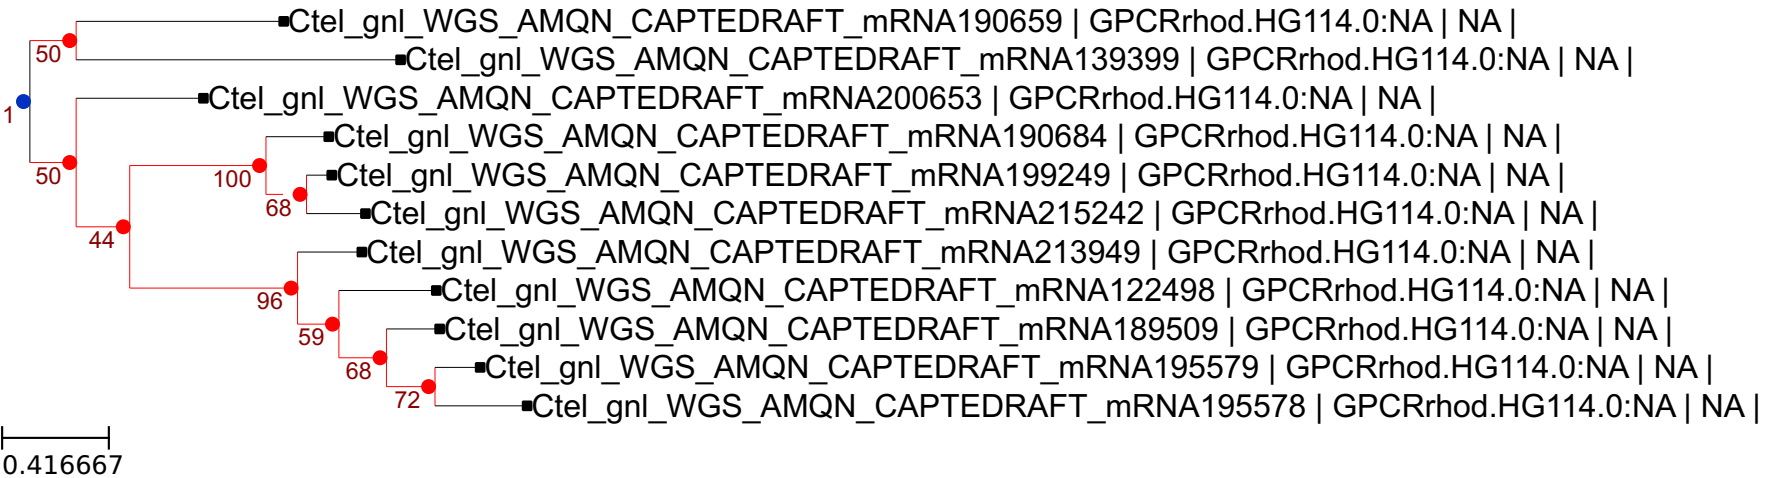 Ctel_gnl_WGS_AMQN_CAPTEDRAFT_mRNA190659 | GPCRrhod.HG114.0:NA | NA |
50
Ctel_gnl_WGS_AMQN_CAPTEDRAFT_mRNA139399 | GPCRrhod.HG114.0:NA | NA |
Ctel_gnl_WGS_AMQN_CAPTEDRAFT_mRNA200653 | GPCRrhod.HG114.0:NA | NA |
1
Ctel_gnl_WGS_AMQN_CAPTEDRAFT_mRNA190684 | GPCRrhod.HG114.0:NA | NA |
50
100
Ctel_gnl_WGS_AMQN_CAPTEDRAFT_mRNA199249 | GPCRrhod.HG114.0:NA | NA |
68
Ctel_gnl_WGS_AMQN_CAPTEDRAFT_mRNA215242 | GPCRrhod.HG114.0:NA | NA |
44
Ctel_gnl_WGS_AMQN_CAPTEDRAFT_mRNA213949 | GPCRrhod.HG114.0:NA | NA |
96
Ctel_gnl_WGS_AMQN_CAPTEDRAFT_mRNA122498 | GPCRrhod.HG114.0:NA | NA |
59
Ctel_gnl_WGS_AMQN_CAPTEDRAFT_mRNA189509 | GPCRrhod.HG114.0:NA | NA |
68
Ctel_gnl_WGS_AMQN_CAPTEDRAFT_mRNA195579 | GPCRrhod.HG114.0:NA | NA |
72
Ctel_gnl_WGS_AMQN_CAPTEDRAFT_mRNA195578 | GPCRrhod.HG114.0:NA | NA |
0.416667